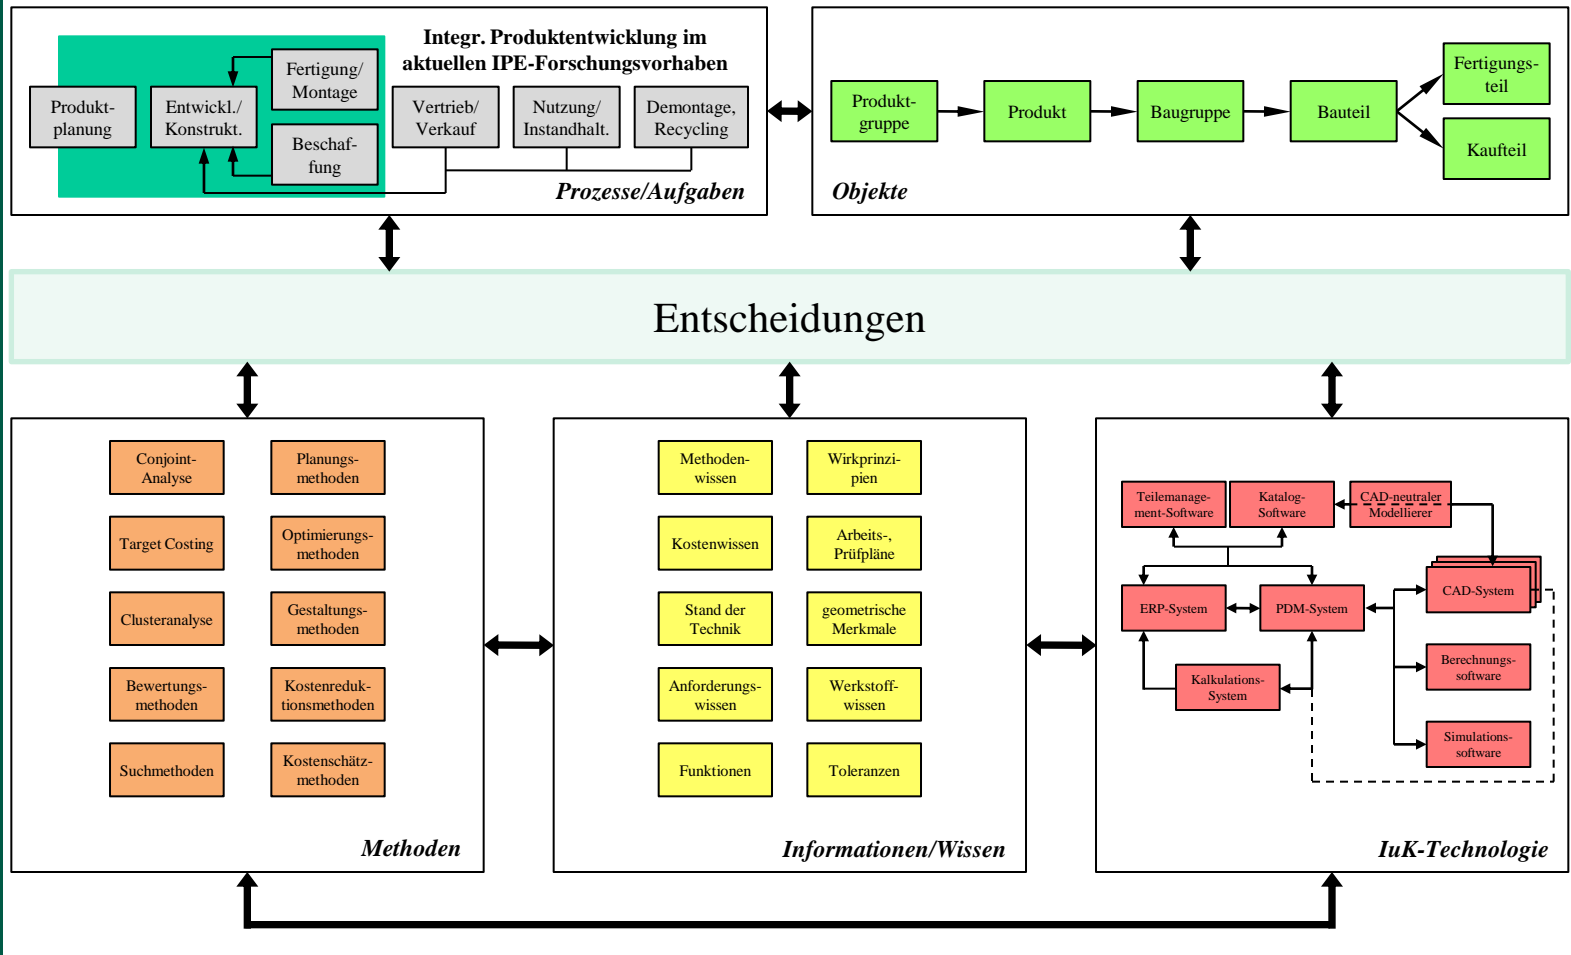 Integr. Produktentwicklung im
aktuellen IPE-Forschungsvorhaben
Produkt-
planung
Entwickl./
Konstrukt.
Fertigung/
Montage
Beschaf-
fung
Vertrieb/
Verkauf
Nutzung/
Instandhalt.
Demontage,
Recycling
Prozesse/Aufgaben
Produkt-
gruppe
Produkt
Baugruppe
Bauteil
Fertigungs-
teil
Kaufteil
Objekte
Entscheidungen
Conjoint-
Analyse
Planungs-
methoden
Target Costing
Optimierungs-
methoden
Clusteranalyse
Gestaltungs-
methoden
Bewertungs-
methoden
Kostenreduk-
tionsmethoden
Suchmethoden
Kostenschätz-
methoden
Methoden
Methoden-
wissen
Wirkprinzi-
pien
Kostenwissen
Arbeits-,
Prüfpläne
Stand der
Technik
geometrische
Merkmale
Anforderungs-
wissen
Werkstoff-
wissen
Funktionen
Toleranzen
Informationen/Wissen
Teilemanage-
ment-Software
Katalog-
Software
CAD-neutraler
Modellierer
ERP-System
PDM-System
CAD-System
Kalkulations-
System
Berechnungs-
software
Simulations-
software
IuK-Technologie